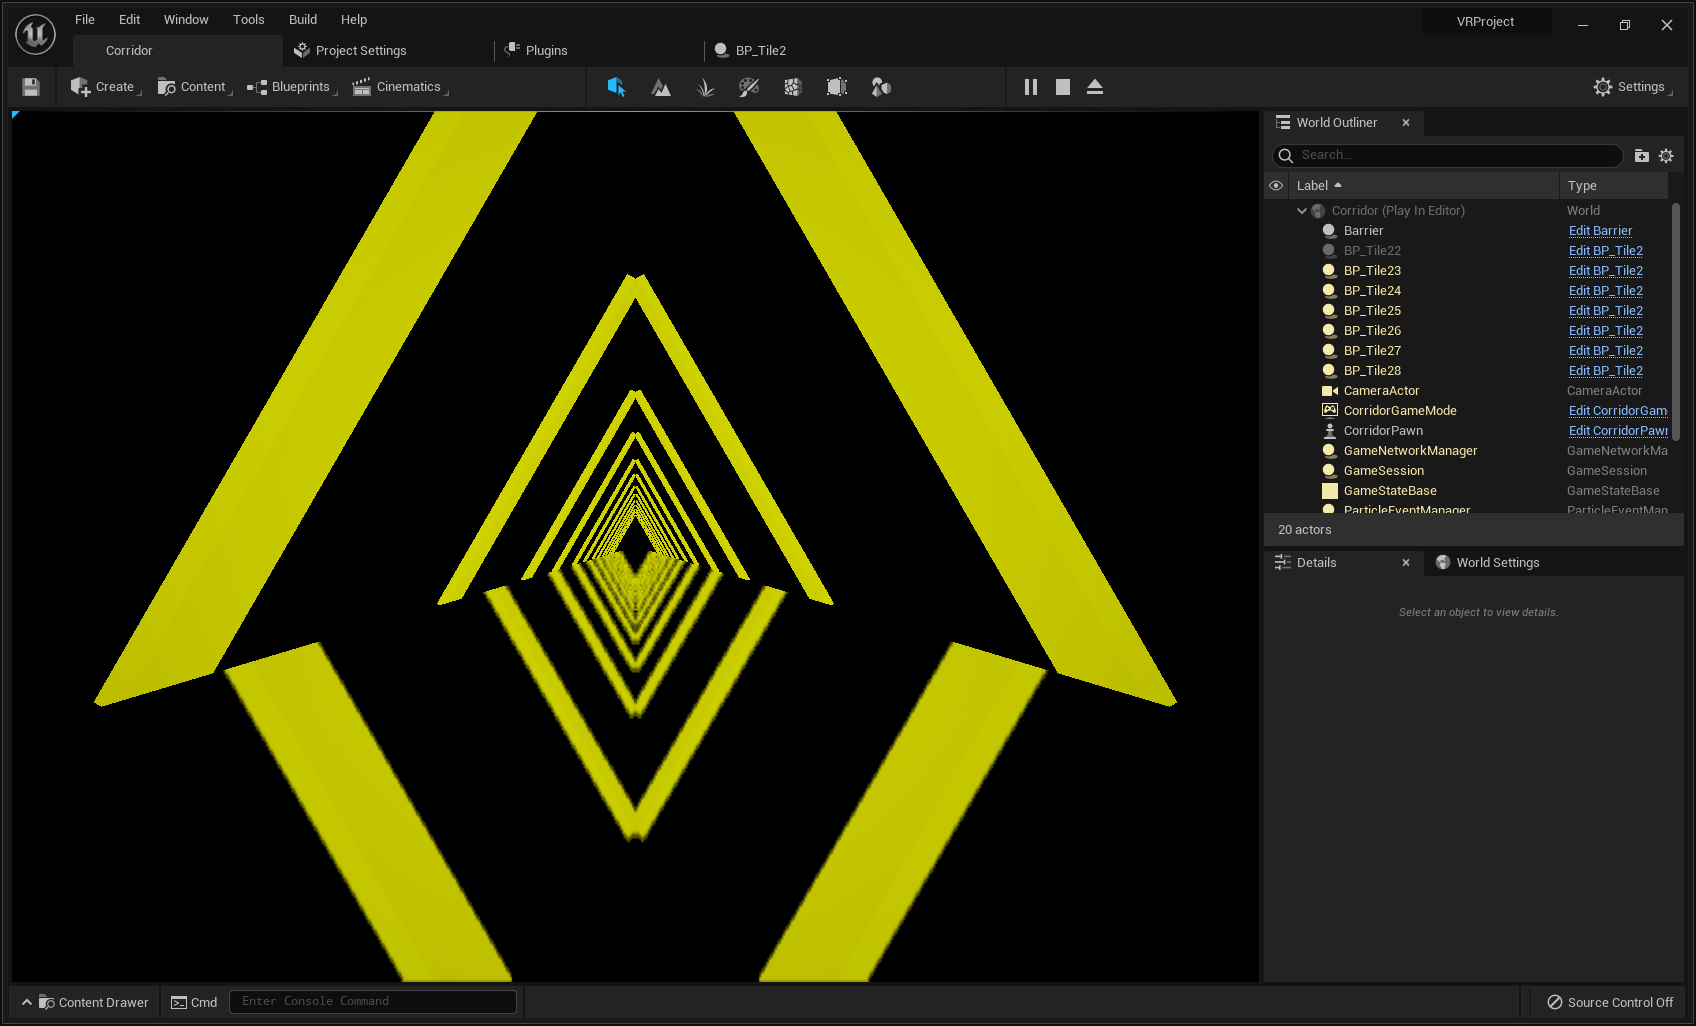 File Edit Window Tools Build Help
VRProject
Corridor Project Settings Plugins BP_Tile2
Create Content Blueprints Cinematics Settings
World Outliner
Search...
Label Type
Corridor (Play In Editor) World
Barrier Edit Barrier
BP_Tile22 Edit BP_Tile2
BP_Tile23 Edit BP_Tile2
BP_Tile24 Edit BP_Tile2
BP_Tile25 Edit BP_Tile2
BP_Tile26 Edit BP_Tile2
BP_Tile27 Edit BP_Tile2
BP_Tile28 Edit BP_Tile2
CameraActor CameraActor
CorridorGameMode Edit CorridorGam
CorridorPawn Edit CorridorPawn
GameNetworkManager GameNetworkMa
GameSession GameSession
GameStateBase GameStateBase
ParticleEventManager ParticleEventMan
20 actors
Details World Settings
Select an object to view details.
Content Drawer Cmd Enter Console Command Source Control Off